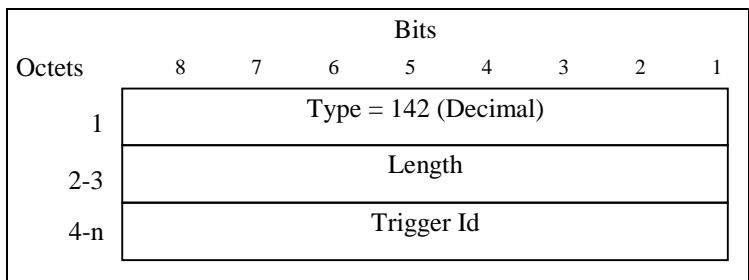 Bits
Octets 8 7 6 5 4 3 2 1
1 Type = 142 (Decimal)
2-3 Length
4-n Trigger Id